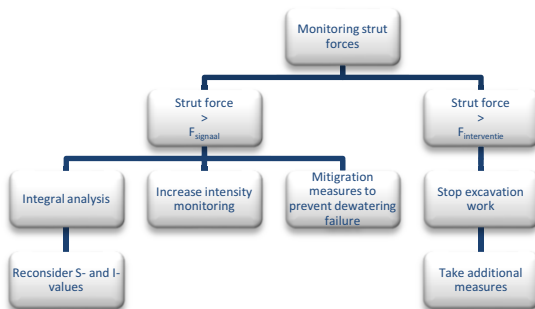 Monitoring strut
forces
Strut force
>
Fsignaal
Strut force
>
Finterventie
Integral analysis
Increase intensity
monitoring
Mitigration
measures to
prevent dewatering
failure
Stop excavation
work
Reconsider S- and I-
values
Take additional
measures